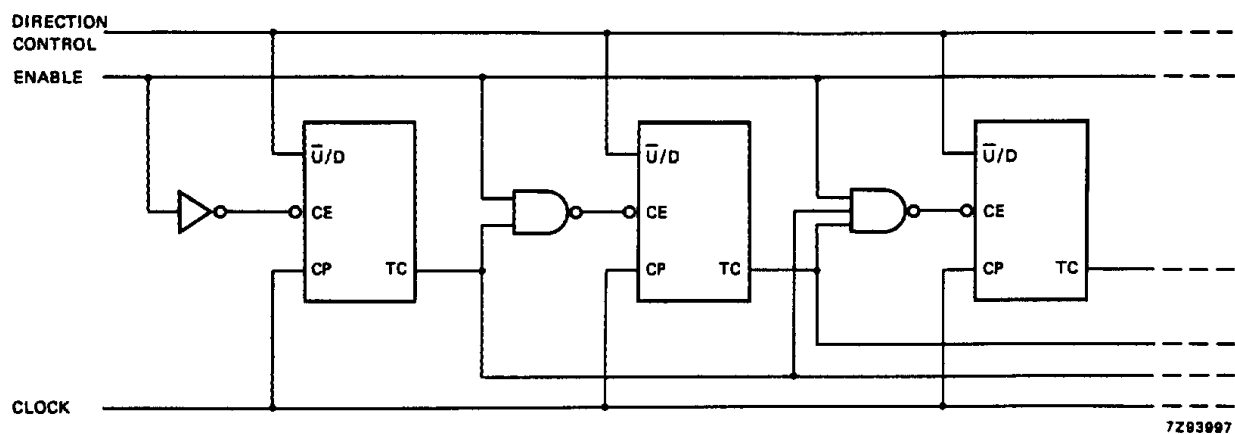 DIRECTION
CONTROL
ENABLE
U̅/D
CE
CP TC
U̅/D
CE
CP TC
U̅/D
CE
CP TC
CLOCK
7Z93997